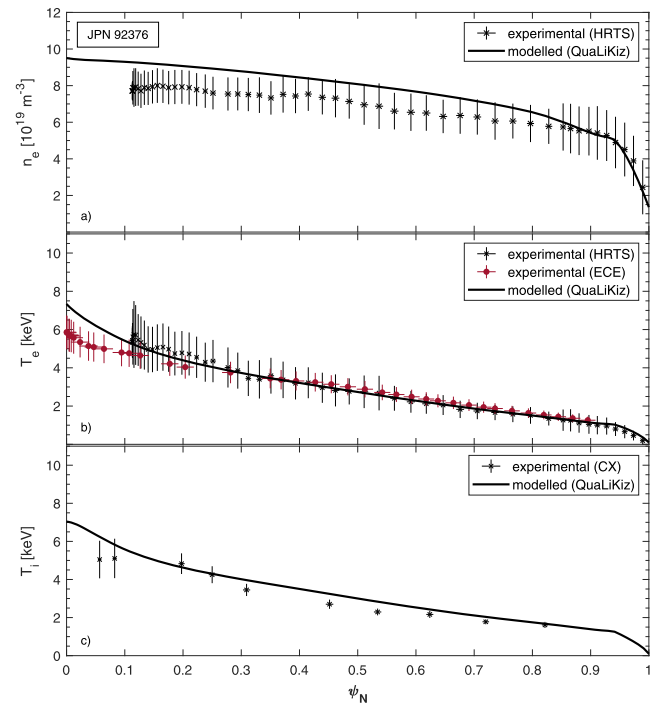 JPN 92376
experimental (HRTS)
modelled (QuaLiKiz)
12
10
8
6
4
2
n_e [10^19 m^-3]
a)
experimental (HRTS)
experimental (ECE)
modelled (QuaLiKiz)
10
8
6
4
2
T_e [keV]
b)
experimental (CX)
modelled (QuaLiKiz)
10
8
6
4
2
0
T_i [keV]
c)
0 0.1 0.2 0.3 0.4 0.5 0.6 0.7 0.8 0.9 1
ψ_N